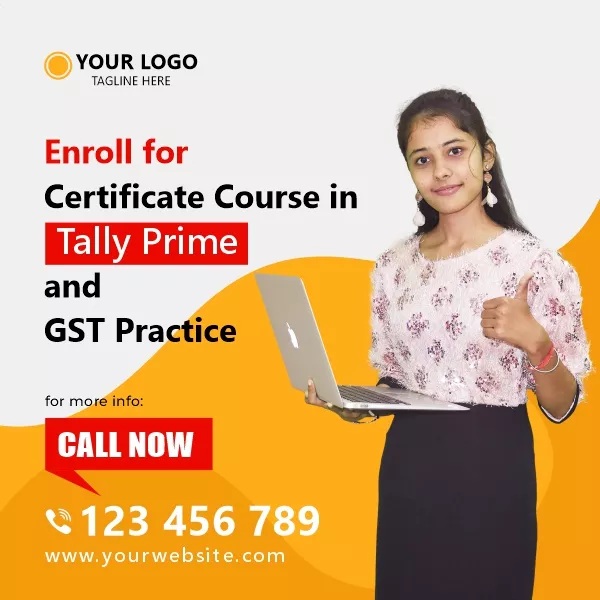 YOUR LOGO
TAGLINE HERE
Enroll for
Certificate Course in
Tally Prime
and
GST Practice
for more info:
CALL NOW
123 456 789
www.yourwebsite.com